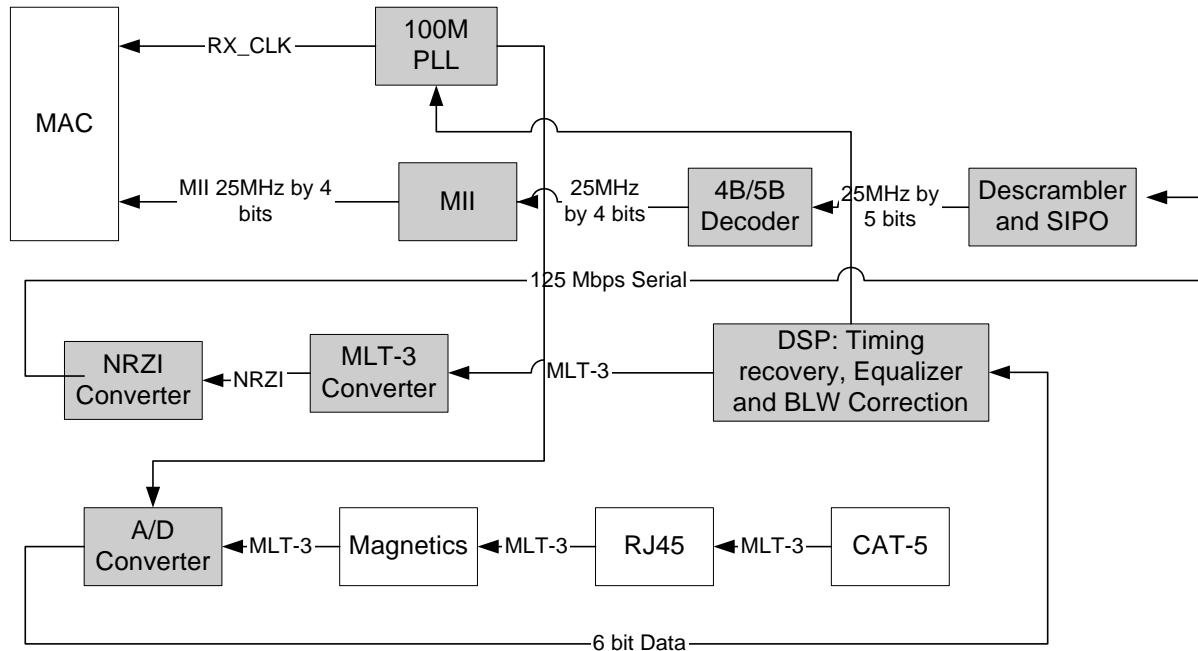 100M
PLL
RX_CLK
MAC
MII 25MHz by 4
bits
MII
25MHz
by 4 bits
4B/5B
Decoder
25MHz by
5 bits
Descrambler
and SIPO
125 Mbps Serial
NRZI
Converter
NRZI
MLT-3
Converter
MLT-3
DSP: Timing
recovery, Equalizer
and BLW Correction
A/D
Converter
MLT-3
Magnetics
MLT-3
RJ45
MLT-3
CAT-5
6 bit Data